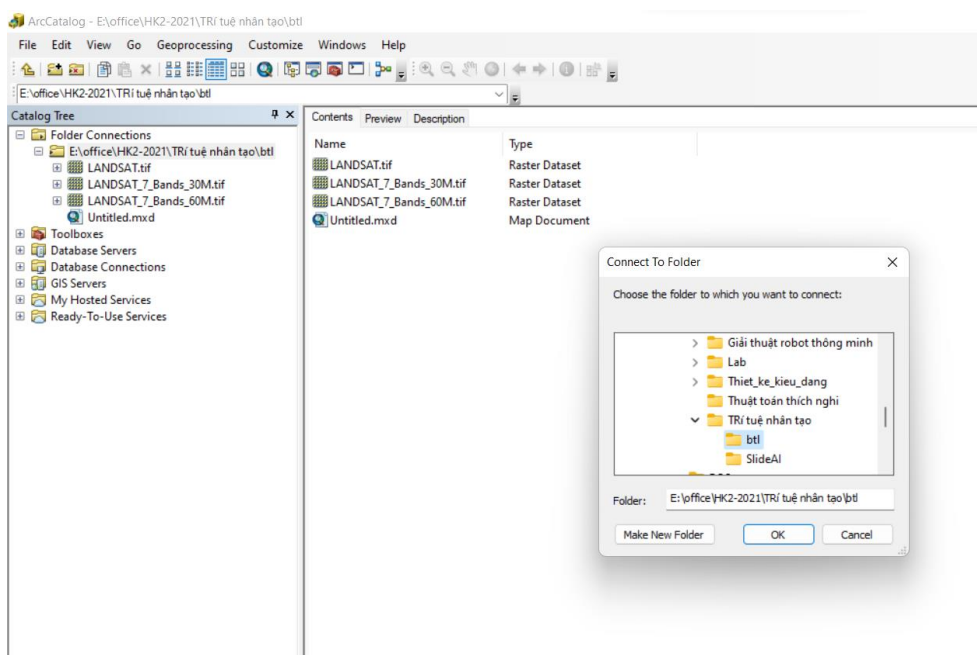 ArcCatalog - E:\office\HK2-2021\TRí tuệ nhân tạo\btl
File Edit View Go Geoprocessing Customize Windows Help
E:\office\HK2-2021\TRí tuệ nhân tạo\btl
Catalog Tree
Folder Connections
E:\office\HK2-2021\TRí tuệ nhân tạo\btl
LANDSAT.tif
LANDSAT_7_Bands_30M.tif
LANDSAT_7_Bands_60M.tif
Untitled.mxd
Toolboxes
Database Servers
Database Connections
GIS Servers
My Hosted Services
Ready-To-Use Services
Contents Preview Description
Name Type
LANDSAT.tif Raster Dataset
LANDSAT_7_Bands_30M.tif Raster Dataset
LANDSAT_7_Bands_60M.tif Raster Dataset
Untitled.mxd Map Document
Connect To Folder
Choose the folder to which you want to connect:
Giải thuật robot thông minh
Lab
Thiet_ke_kieu_dang
Thuật toán thích nghi
TRí tuệ nhân tạo
btl
SlideAI
Folder: E:\office\HK2-2021\TRí tuệ nhân tạo\btl
Make New Folder OK Cancel